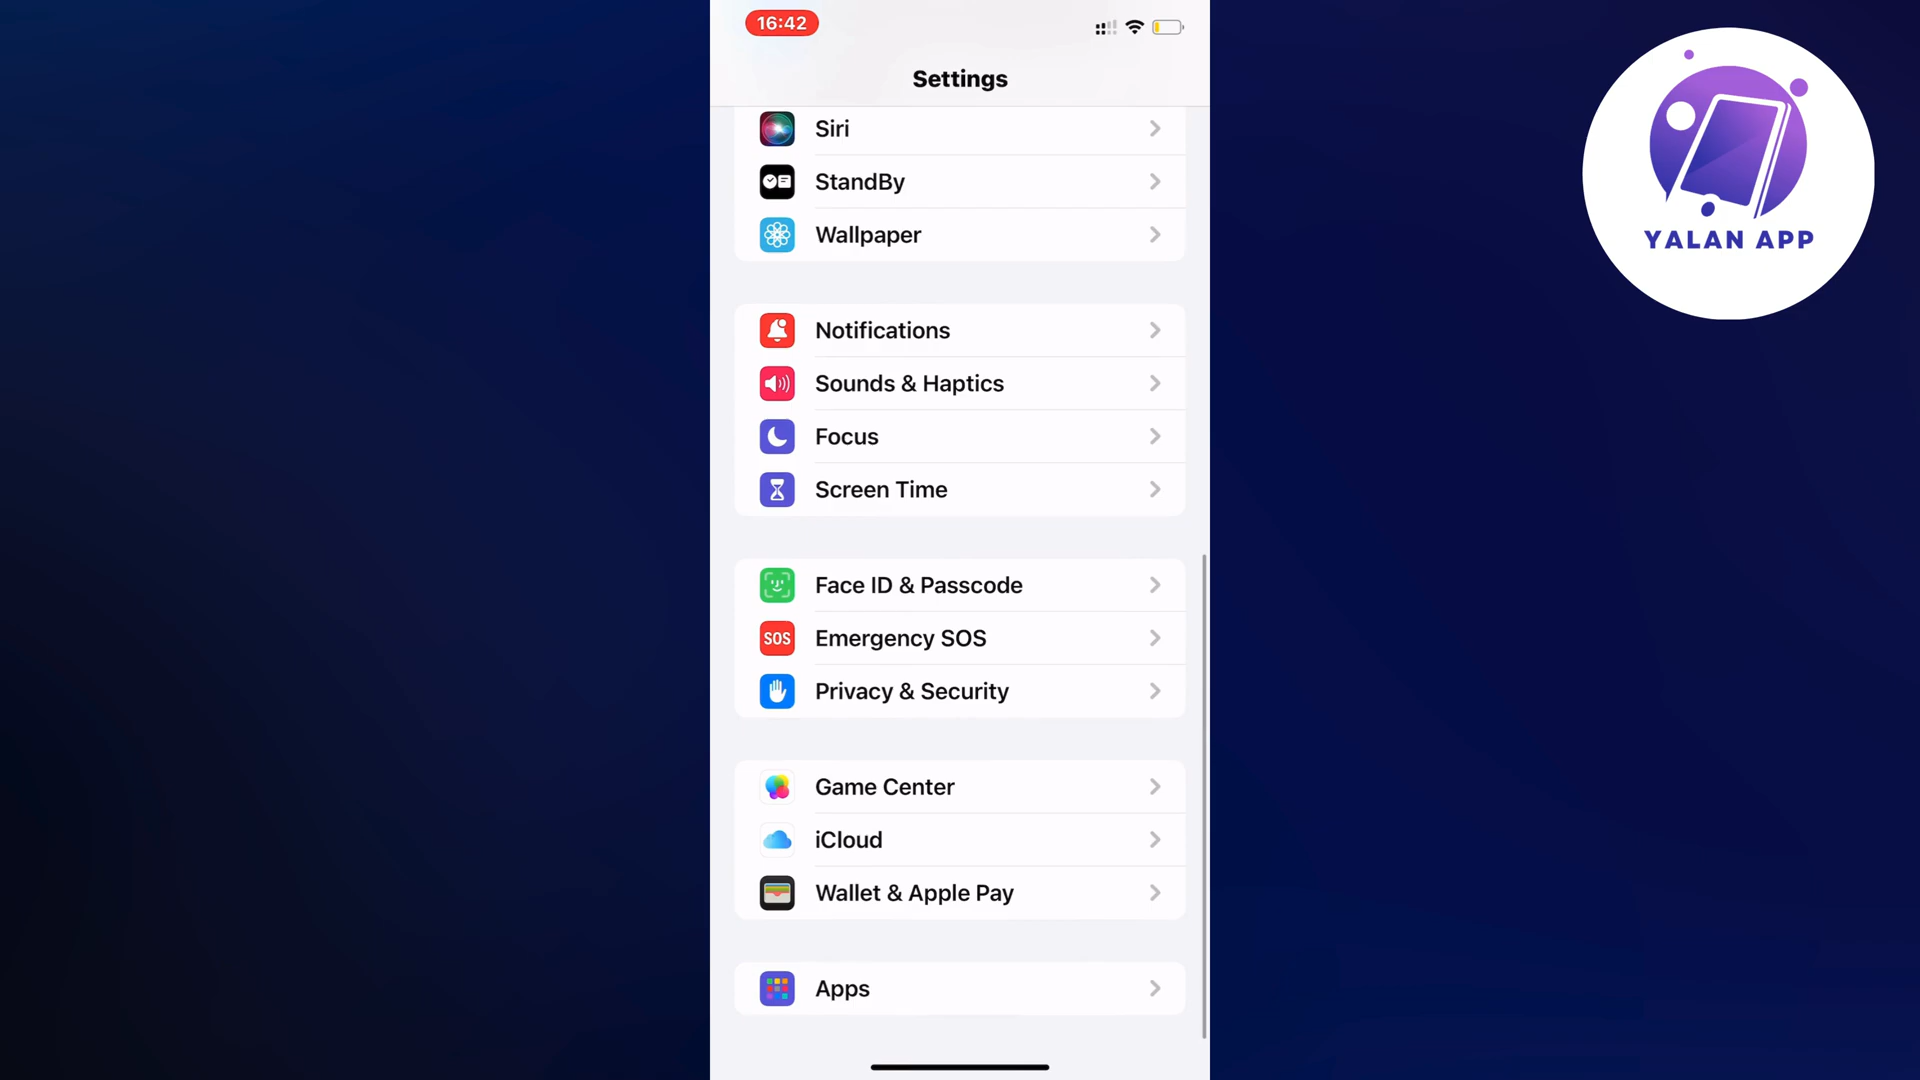 16:42
Settings
Siri
StandBy
Wallpaper
Notifications
Sounds & Haptics
Focus
Screen Time
Face ID & Passcode
SOS Emergency SOS
Privacy & Security
Game Center
iCloud
Wallet & Apple Pay
Apps
YALAN APP